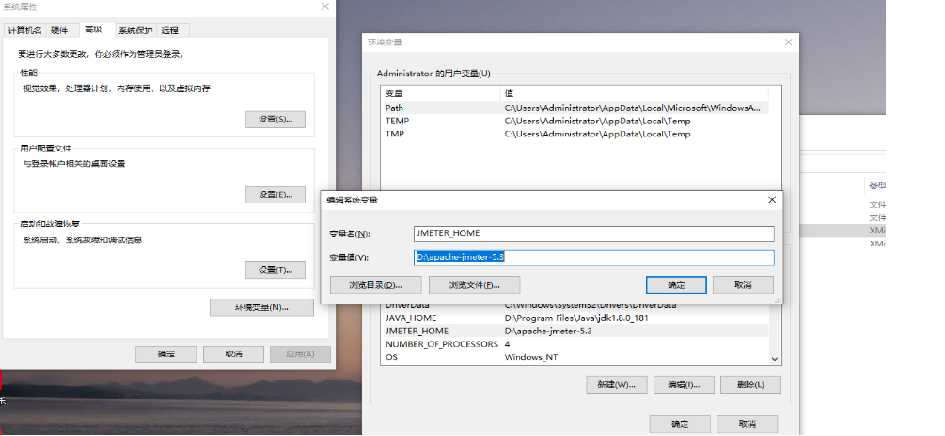 系统属性
计算机名 硬件 高级 系统保护 远程
要进行大多数更改，你必须作为管理员登录。
性能
视觉效果，处理器计划，内存使用，以及虚拟内存
设置(S)...
用户配置文件
与登录帐户相关的桌面设置
设置(E)...
启动和故障恢复
系统启动、系统故障和调试信息
设置(T)...
环境变量(N)...
确定 取消 应用(A)
环境变量
Administrator 的用户变量(U)
变量 值
Path C:\Users\Administrator\AppData\Local\Microsoft\WindowsA...
TEMP C:\Users\Administrator\AppData\Local\Temp
TMP C:\Users\Administrator\AppData\Local\Temp
编辑系统变量
变量名(N): JMETER_HOME
变量值(V): D:\apache-jmeter-5.3
浏览目录(D)... 浏览文件(F)... 确定 取消
DriverData C:\Windows\System32\Drivers\DriverData
JAVA_HOME D:\Program Files\Java\jdk1.8.0_181
JMETER_HOME D:\apache-jmeter-5.3
NUMBER_OF_PROCESSORS 4
OS Windows_NT
新建(W)... 编辑(I)... 删除(L)
确定 取消
类型
文件
文件